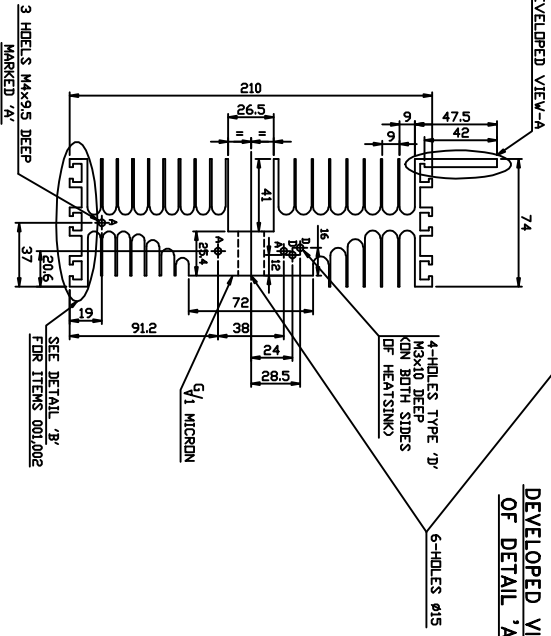 EVELOPED VIEW-A
3 HOELS M4x9.5 DEEP
MARKED 'A'
210
26.5
= =
9
47.5
42
9
41
74
16
A
A
A
D
D
12
25.4
37
20.6
19
72
91.2
38
24
28.5
4-HOLES TYPE 'D'
M3x10 DEEP
(ON BOTH SIDES
OF HEATSINK)
G/1 MICRON
SEE DETAIL 'B'
FOR ITEMS 001,002
6-HOLES ø15
DEVELOPED VI
OF DETAIL 'A